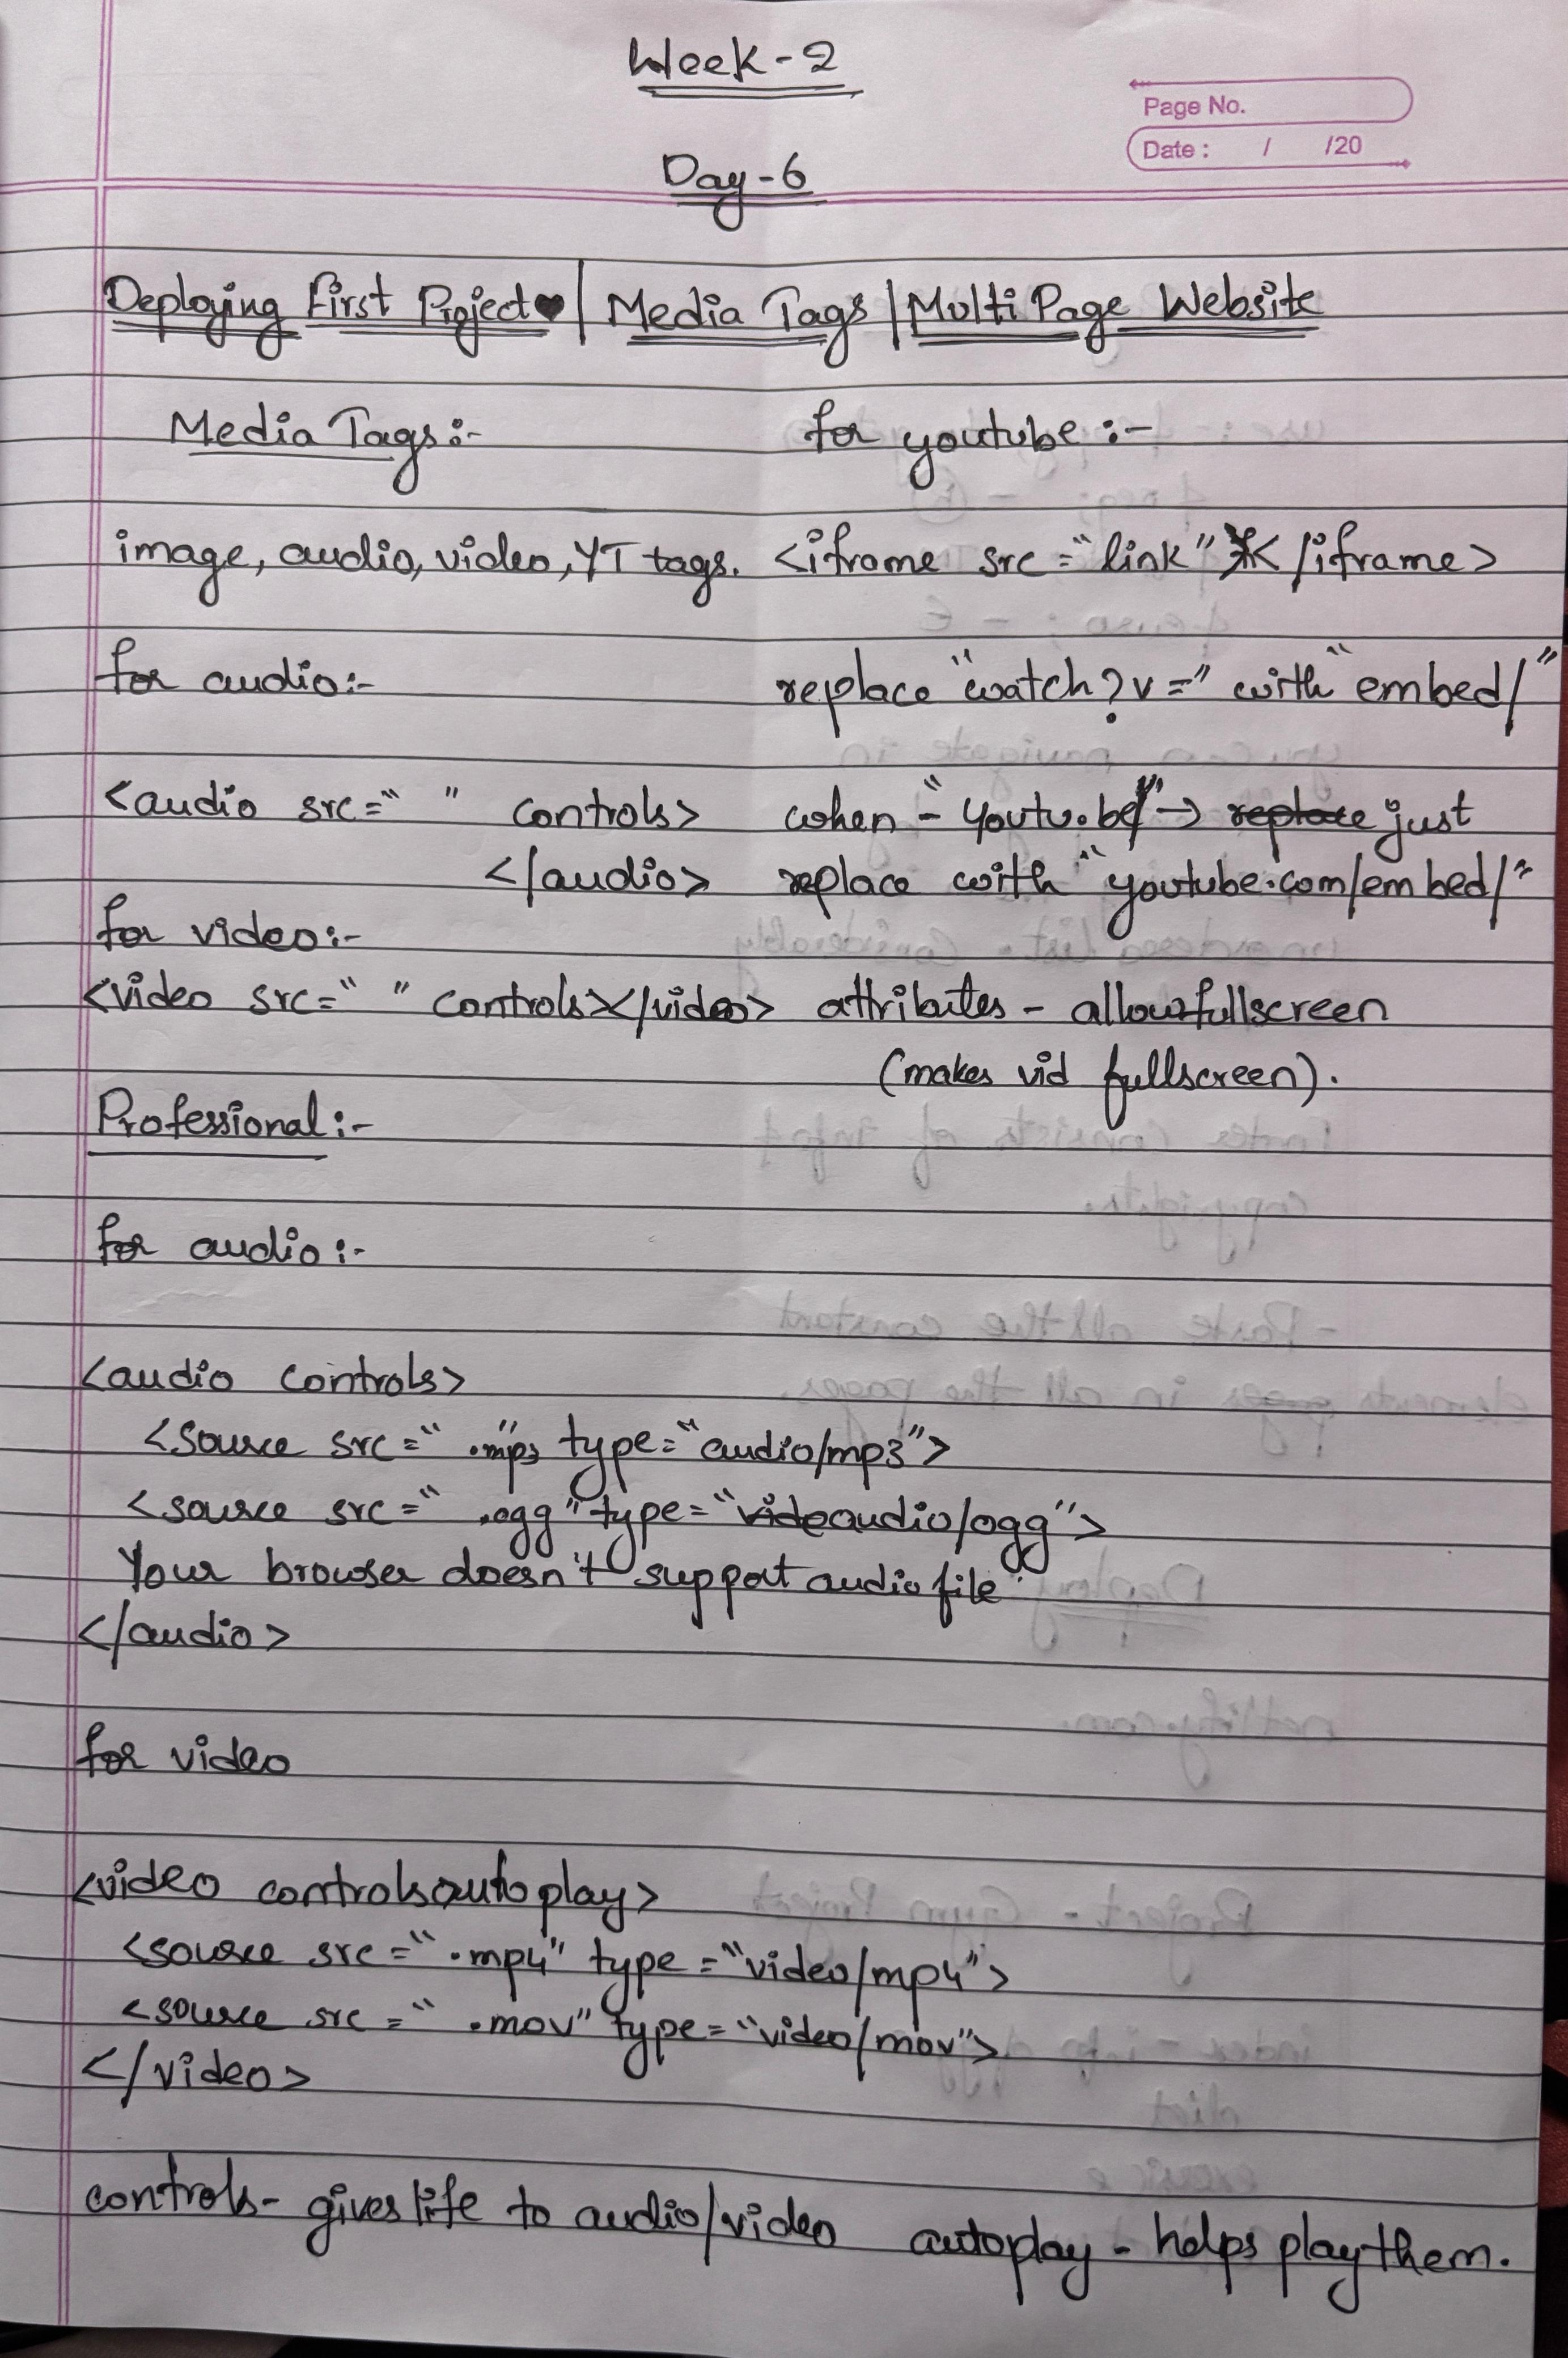 Week-2
Page No.
Date : / /20
Day-6
Deploying First Project♥ | Media Tags | Multi Page Website
Media Tags:-
image, audio, video, YT tags.
for audio:-
<audio src=" " controls>
</audio>
for video:-
<video src=" " controls></video>
for youtube:-
<iframe src="link"></iframe>
replace "watch?v=" with "embed/"
when - "youtu.be/" → replace just
replace with "youtube.com/embed/"
attributes - allowfullscreen
(makes vid fullscreen).
Professional:-
for audio:-
<audio controls>
<source src=" .mp3" type="audio/mp3">
<source src=" .ogg" type="videaudio/ogg">
Your browser doesn't support audio file
</audio>
for video
<video controls autoplay>
<source src=" .mp4" type="video/mp4">
<source src=" .mov" type="video/mov">
</video>
controls- gives life to audio/video autoplay - helps play them.